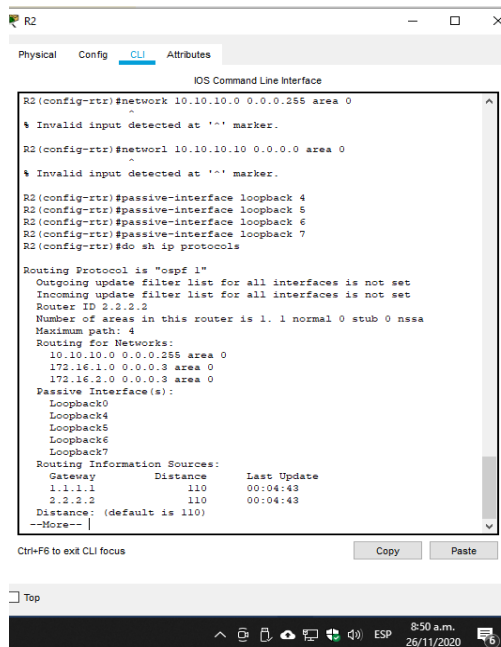 R2
Physical Config CLI Attributes
IOS Command Line Interface
R2(config-rtr)#network 10.10.10.0 0.0.0.255 area 0
^
% Invalid input detected at '^' marker.
R2(config-rtr)#networl 10.10.10.10 0.0.0.0 area 0
^
% Invalid input detected at '^' marker.
R2(config-rtr)#passive-interface loopback 4
R2(config-rtr)#passive-interface loopback 5
R2(config-rtr)#passive-interface loopback 6
R2(config-rtr)#passive-interface loopback 7
R2(config-rtr)#do sh ip protocols
Routing Protocol is "ospf 1"
Outgoing update filter list for all interfaces is not set
Incoming update filter list for all interfaces is not set
Router ID 2.2.2.2
Number of areas in this router is 1. 1 normal 0 stub 0 nssa
Maximum path: 4
Routing for Networks:
10.10.10.0 0.0.0.255 area 0
172.16.1.0 0.0.0.3 area 0
172.16.2.0 0.0.0.3 area 0
Passive Interface(s):
Loopback0
Loopback4
Loopback5
Loopback6
Loopback7
Routing Information Sources:
Gateway Distance Last Update
1.1.1.1 110 00:04:43
2.2.2.2 110 00:04:43
Distance: (default is 110)
--More--
Ctrl+F6 to exit CLI focus
Copy Paste
Top
ESP
8:50 a.m.
26/11/2020
6